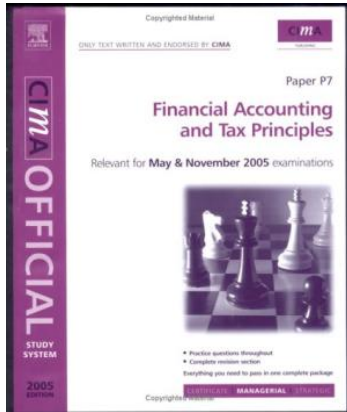 Copyrighted Material
ELSEVIER
ONLY TEXT WRITTEN AND ENDORSED BY CIMA
CIMA
PUBLISHING
Paper P7
Financial Accounting
and Tax Principles
Relevant for May & November 2005 examinations
CIMA OFFICIAL
STUDY
SYSTEM
2005
EDITION
• Practice questions throughout
• Complete revision section
Everything you need to pass in one complete package
CERTIFICATE MANAGERIAL STRATEGIC
Copyrighted Material